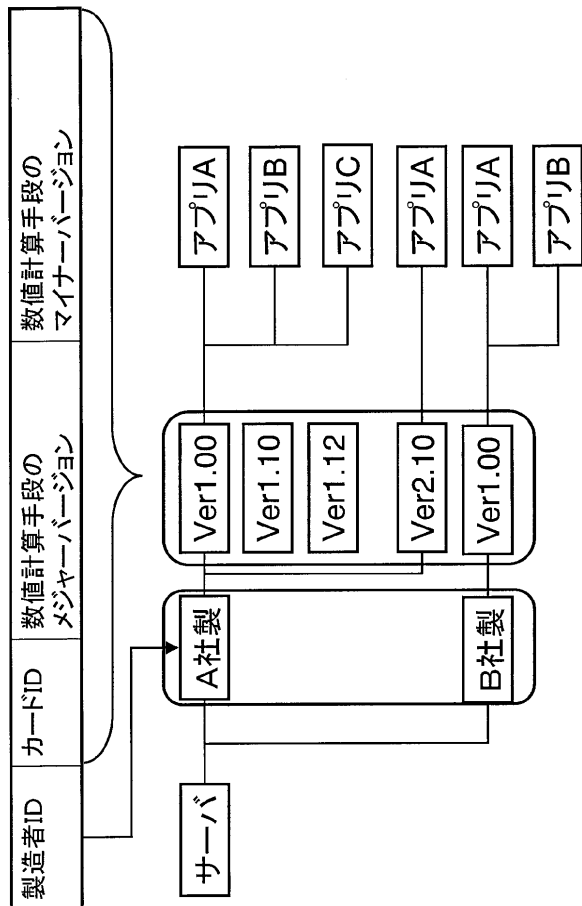 製造者ID
カードID
数値計算手段の
メジャーバージョン
数値計算手段の
マイナーバージョン
サーバ
A社製
B社製
Ver1.00
Ver1.10
Ver1.12
Ver2.10
Ver1.00
アプリA
アプリB
アプリC
アプリA
アプリA
アプリB